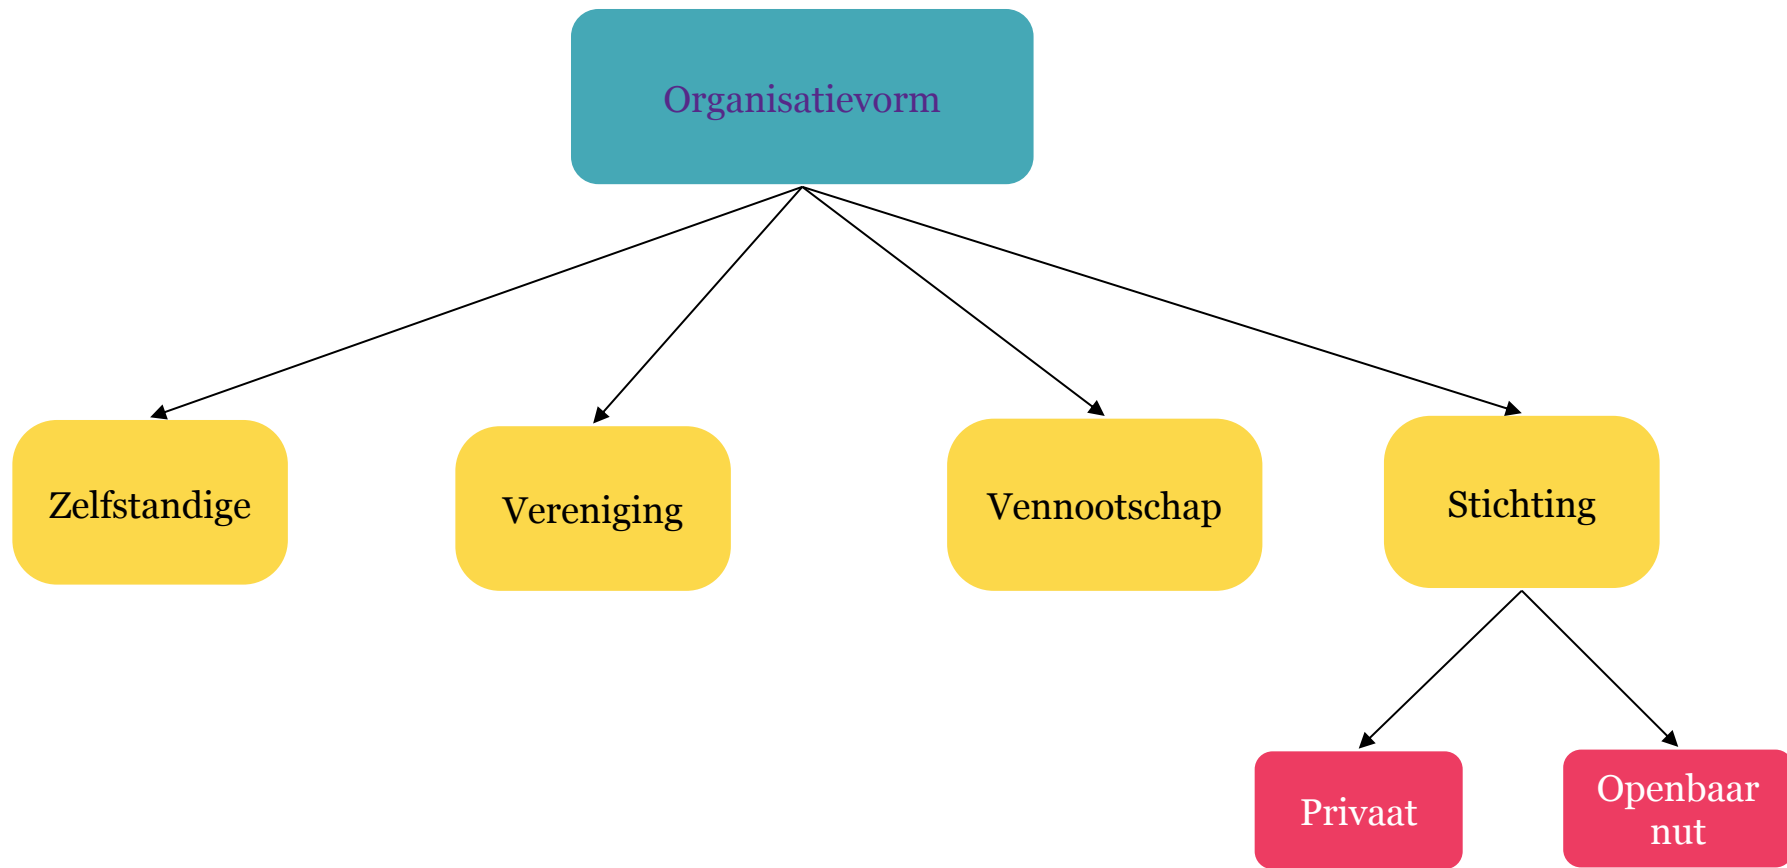 Organisatievorm
Zelfstandige
Vereniging
Vennootschap
Stichting
Privaat
Openbaar
nut